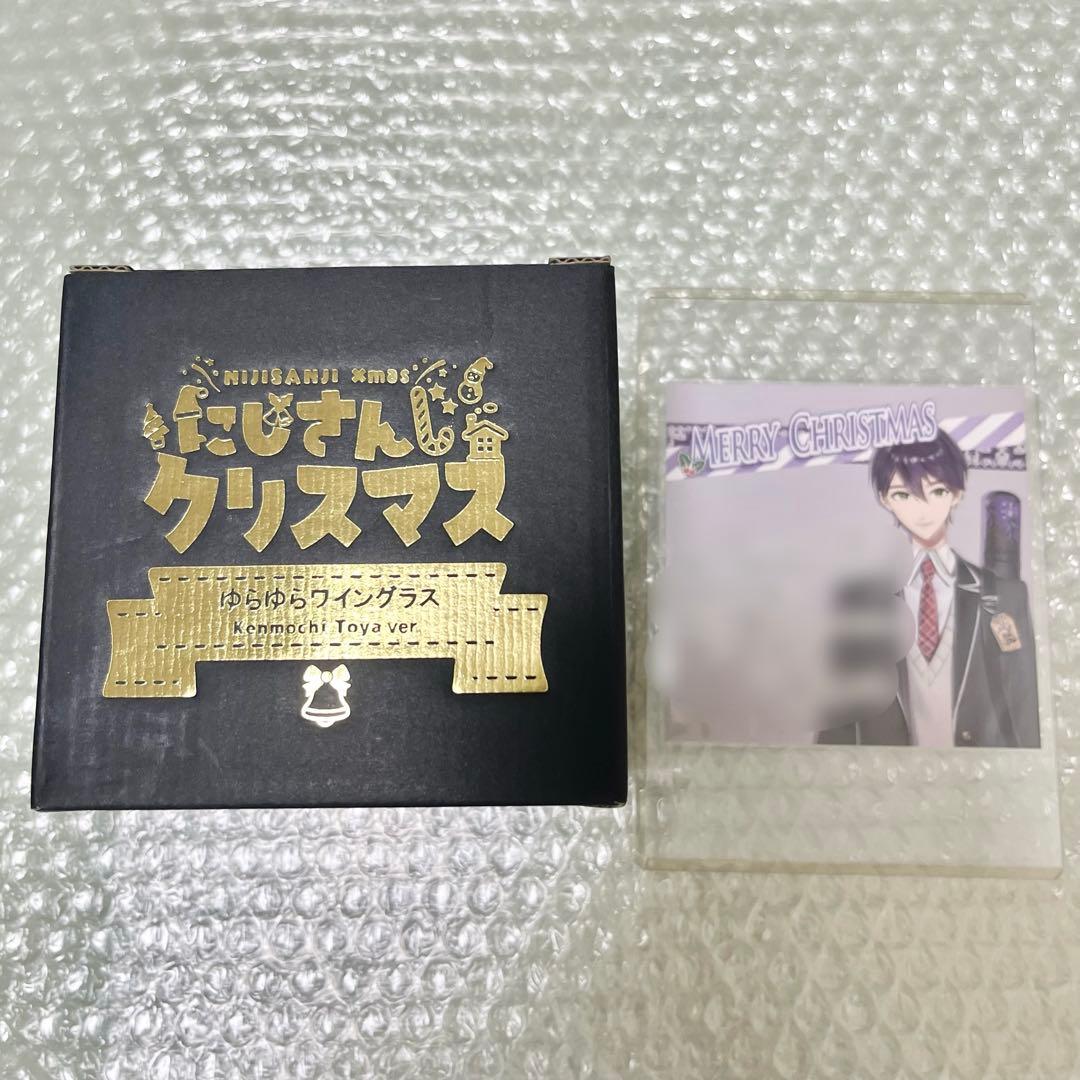 NIJISANJI Xmas
にじさんじ
クリスマス
ゆらゆらワイングラス
Kenmochi Toya ver.
MERRY CHRISTMAS